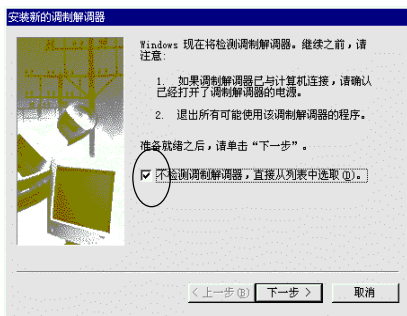 安装新的调制解调器
Windows 现在将检测调制解调器。继续之前，请
注意:
1. 如果调制解调器已与计算机连接，请确认
已经打开了调制解调器的电源。
2. 退出所有可能使用该调制解调器的程序。
准备就绪之后，请单击“下一步”。
不检测调制解调器，直接从列表中选取(D)。
< 上一步(B) 下一步 > 取消